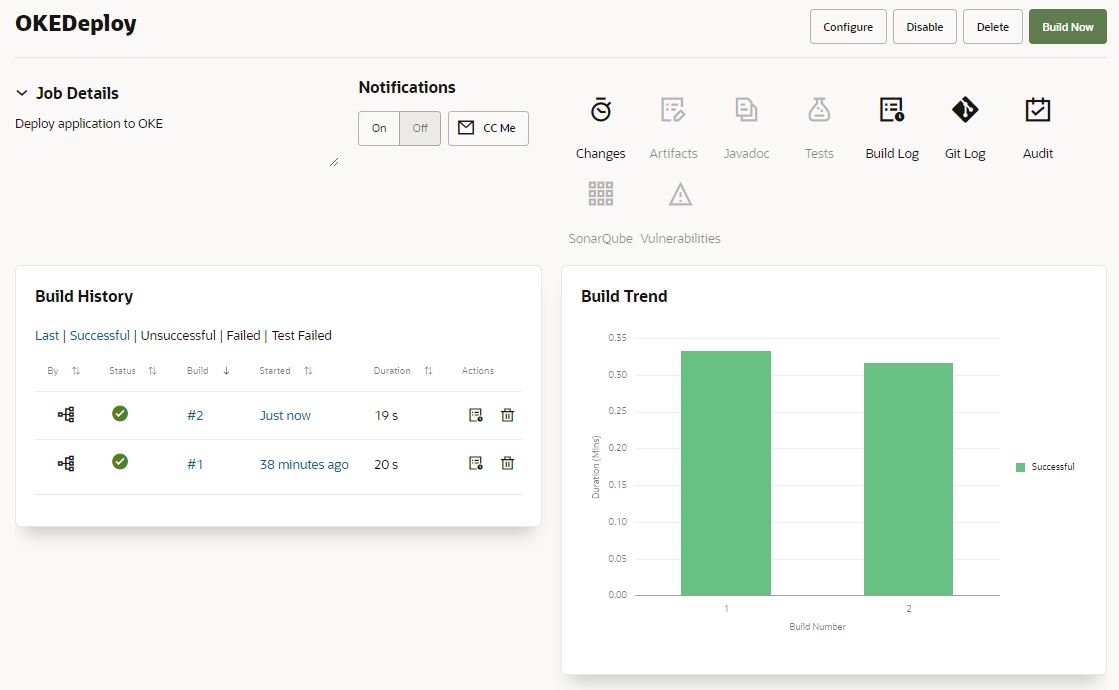 OKEDeploy
Configure
Disable
Delete
Build Now
Job Details
Deploy application to OKE
Notifications
On
Off
CC Me
Changes
Artifacts
Javadoc
Tests
Build Log
Git Log
Audit
SonarQube
Vulnerabilities
Build History
Last | Successful | Unsuccessful | Failed | Test Failed
By Status Build Started Duration Actions
#2 Just now 19 s
#1 38 minutes ago 20 s
Build Trend
0.35
0.30
0.25
0.20
0.15
0.10
0.05
0.00
Duration (Mins)
1 2
Build Number
Successful